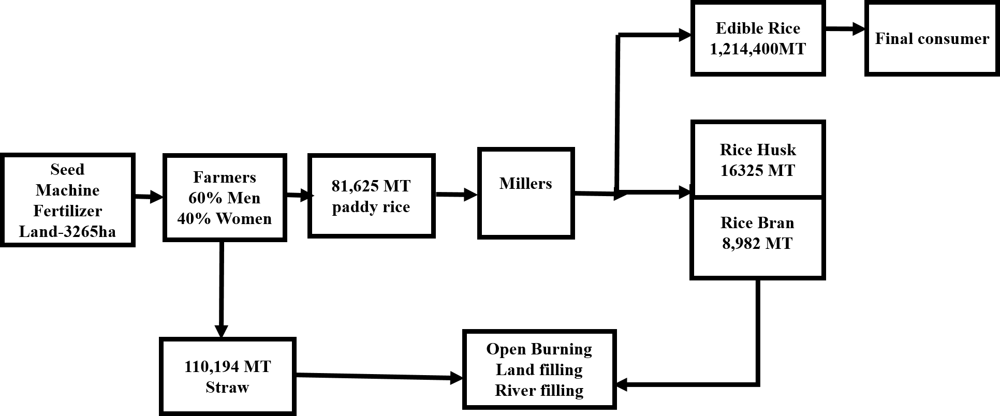 Edible Rice
1,214,400MT
Final consumer
Seed
Machine
Fertilizer
Land-3265ha
Farmers
60% Men
40% Women
81,625 MT
paddy rice
Millers
Rice Husk
16325 MT
Rice Bran
8,982 MT
110,194 MT
Straw
Open Burning
Land filling
River filling